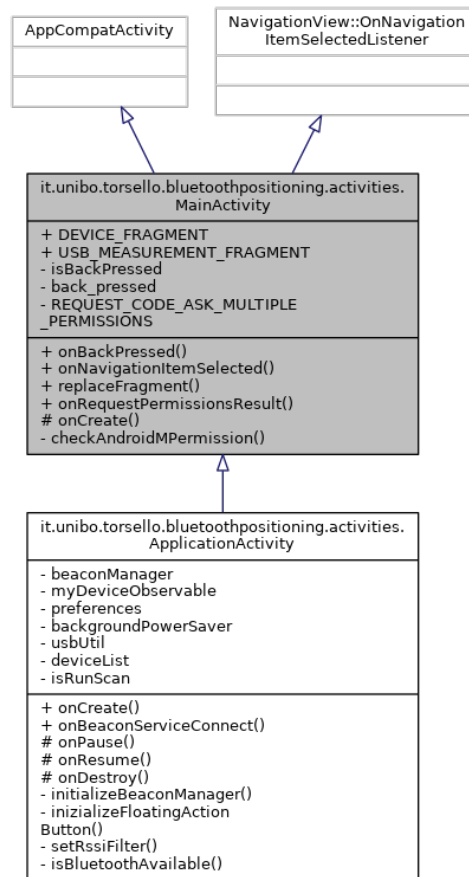 AppCompatActivity
NavigationView::OnNavigation
ItemSelectedListener
it.unibo.torsello.bluetoothpositioning.activities.
MainActivity
+ DEVICE_FRAGMENT
+ USB_MEASUREMENT_FRAGMENT
- isBackPressed
- back_pressed
- REQUEST_CODE_ASK_MULTIPLE
_PERMISSIONS
+ onBackPressed()
+ onNavigationItemSelected()
+ replaceFragment()
+ onRequestPermissionsResult()
# onCreate()
- checkAndroidMPermission()
it.unibo.torsello.bluetoothpositioning.activities.
ApplicationActivity
- beaconManager
- myDeviceObservable
- preferences
- backgroundPowerSaver
- usbUtil
- deviceList
- isRunScan
+ onCreate()
+ onBeaconServiceConnect()
# onPause()
# onResume()
# onDestroy()
- initializeBeaconManager()
- inizializeFloatingAction
Button()
- setRssiFilter()
- isBluetoothAvailable()